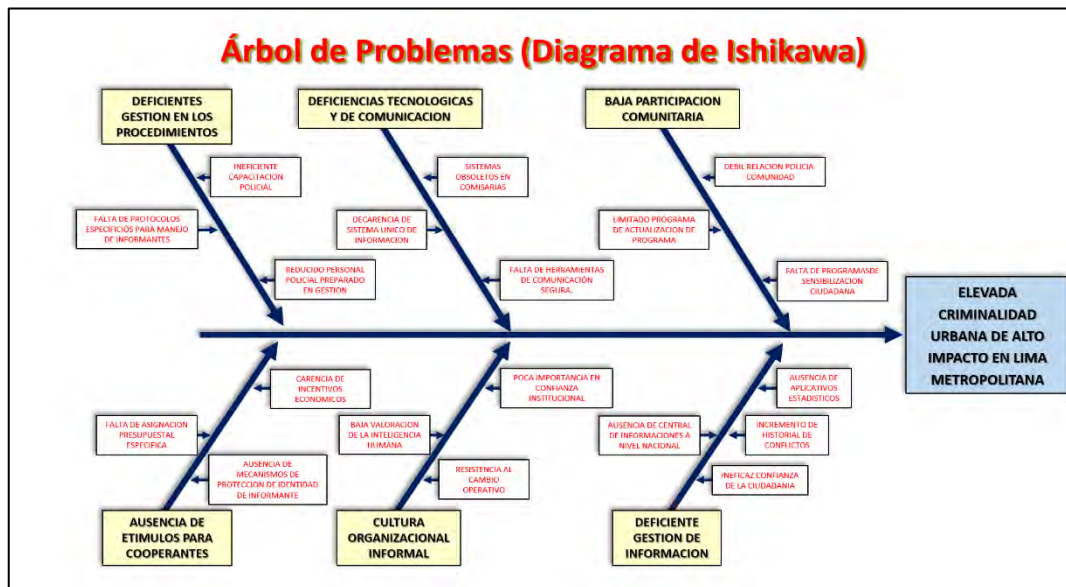 Árbol de Problemas (Diagrama de Ishikawa)
DEFICIENTES
GESTION EN LOS
PROCEDIMIENTOS
DEFICIENCIAS TECNOLOGICAS
Y DE COMUNICACION
BAJA PARTICIPACION
COMUNITARIA
INEFICIENTE
CAPACITACION
POLICIAL
FALTA DE PROTOCOLOS
ESPECIFICIÓS PARA MANEJO
DE INFORMANTES
REDUCIDO PERSONAL
POLICIAL PREPARADO
EN GESTION
SISTEMAS
OBSOLETOS EN
COMISARIAS
DECARENCIA DE
SISTEMA UNICO DE
INFORMACION
FALTA DE HERRAMIENTAS
DE COMUNICACIÓN
SEGURA.
DEBIL RELACIÓN POLICIA-
COMUNIDAD
LIMITADO PROGRAMA
DE ACTUALIZACION DE
PROGRAMA
FALTA DE PROGRAMASDE
SENSIBILIZACION
CIUDADANA
ELEVADA
CRIMINALIDAD
URBANA DE ALTO
IMPACTO EN LIMA
METROPOLITANA
CARENCIA DE
INCENTIVOS
ECONOMICOS
FALTA DE ASIGNACION
PRESUPUESTAL
ESPECIFICA
AUSENCIA DE
MECANISMOS DE
PROTECCION DE IDENTIDAD
DE INFORMANTE
POCA IMPORTANCIA EN
CONFIANZA
INSTITUCIONAL
BAJA VALORACION
DE LA INTELIGENCIA
HUMANA
RESISTENCIA AL
CAMBIO
OPERATIVO
AUSENCIA DE
APLICATIVOS
ESTADISTICOS
AUSENCIA DE CENTRAL
DE INFORMACIONES A
NIVEL NACIONAL
INCREMENTO DE
HISTORIAL DE
CONFLICTOS
INEFICAZ CONFIANZA
DE LA CIUDADANIA
AUSENCIA DE
ETIMULOS PARA
COOPERANTES
CULTURA
ORGANIZACIONAL
INFORMAL
DEFICIENTE
GESTION DE
INFORMACION